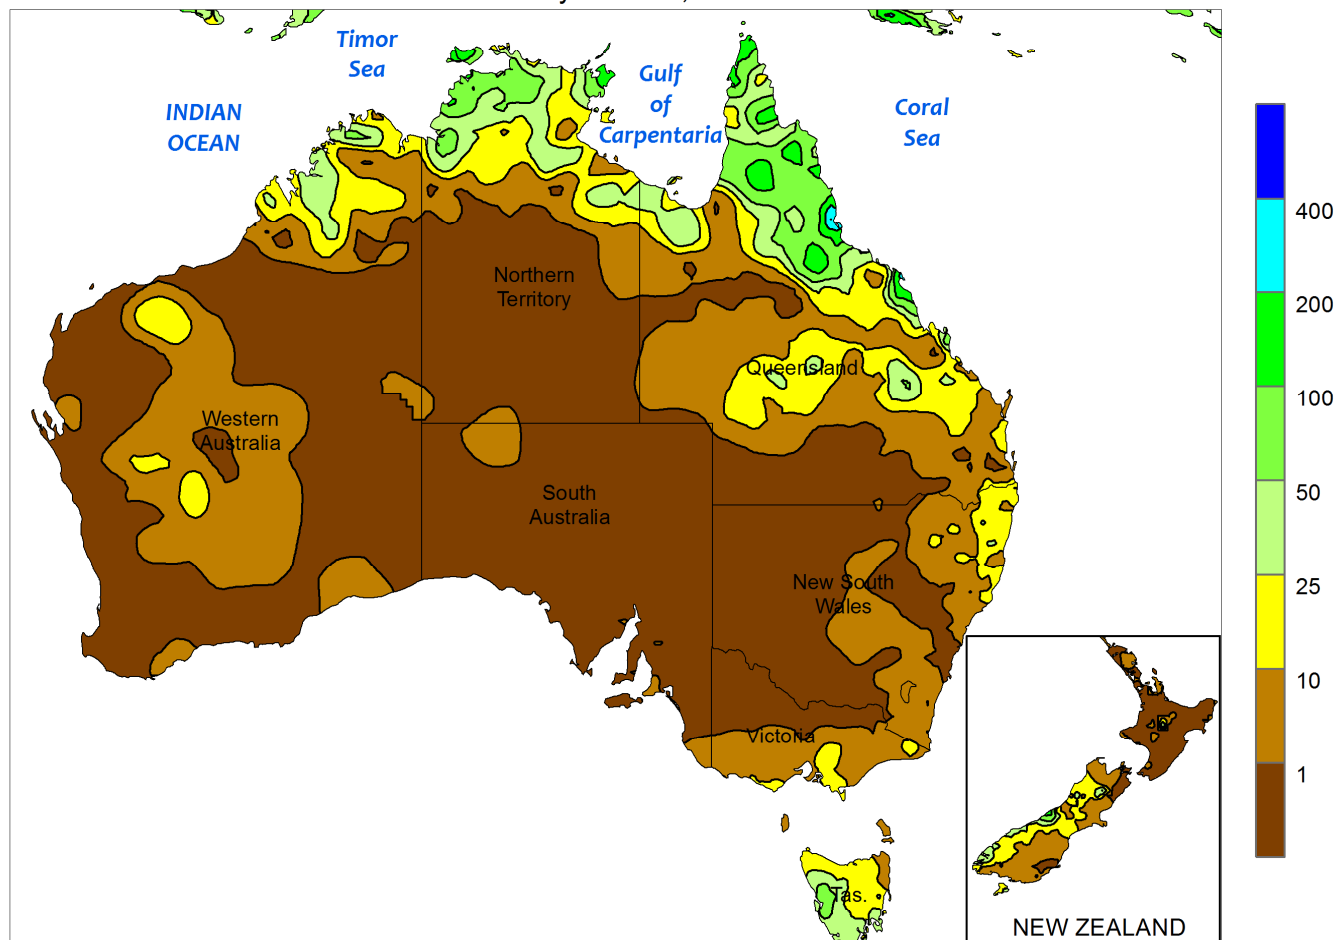 Timor
Sea
Gulf
of
Carpentaria
INDIAN
OCEAN
Coral
Sea
400
200
100
50
25
10
1
Northern
Territory
Queensland
Western
Australia
South
Australia
New South
Wales
Victoria
Tas.
NEW ZEALAND